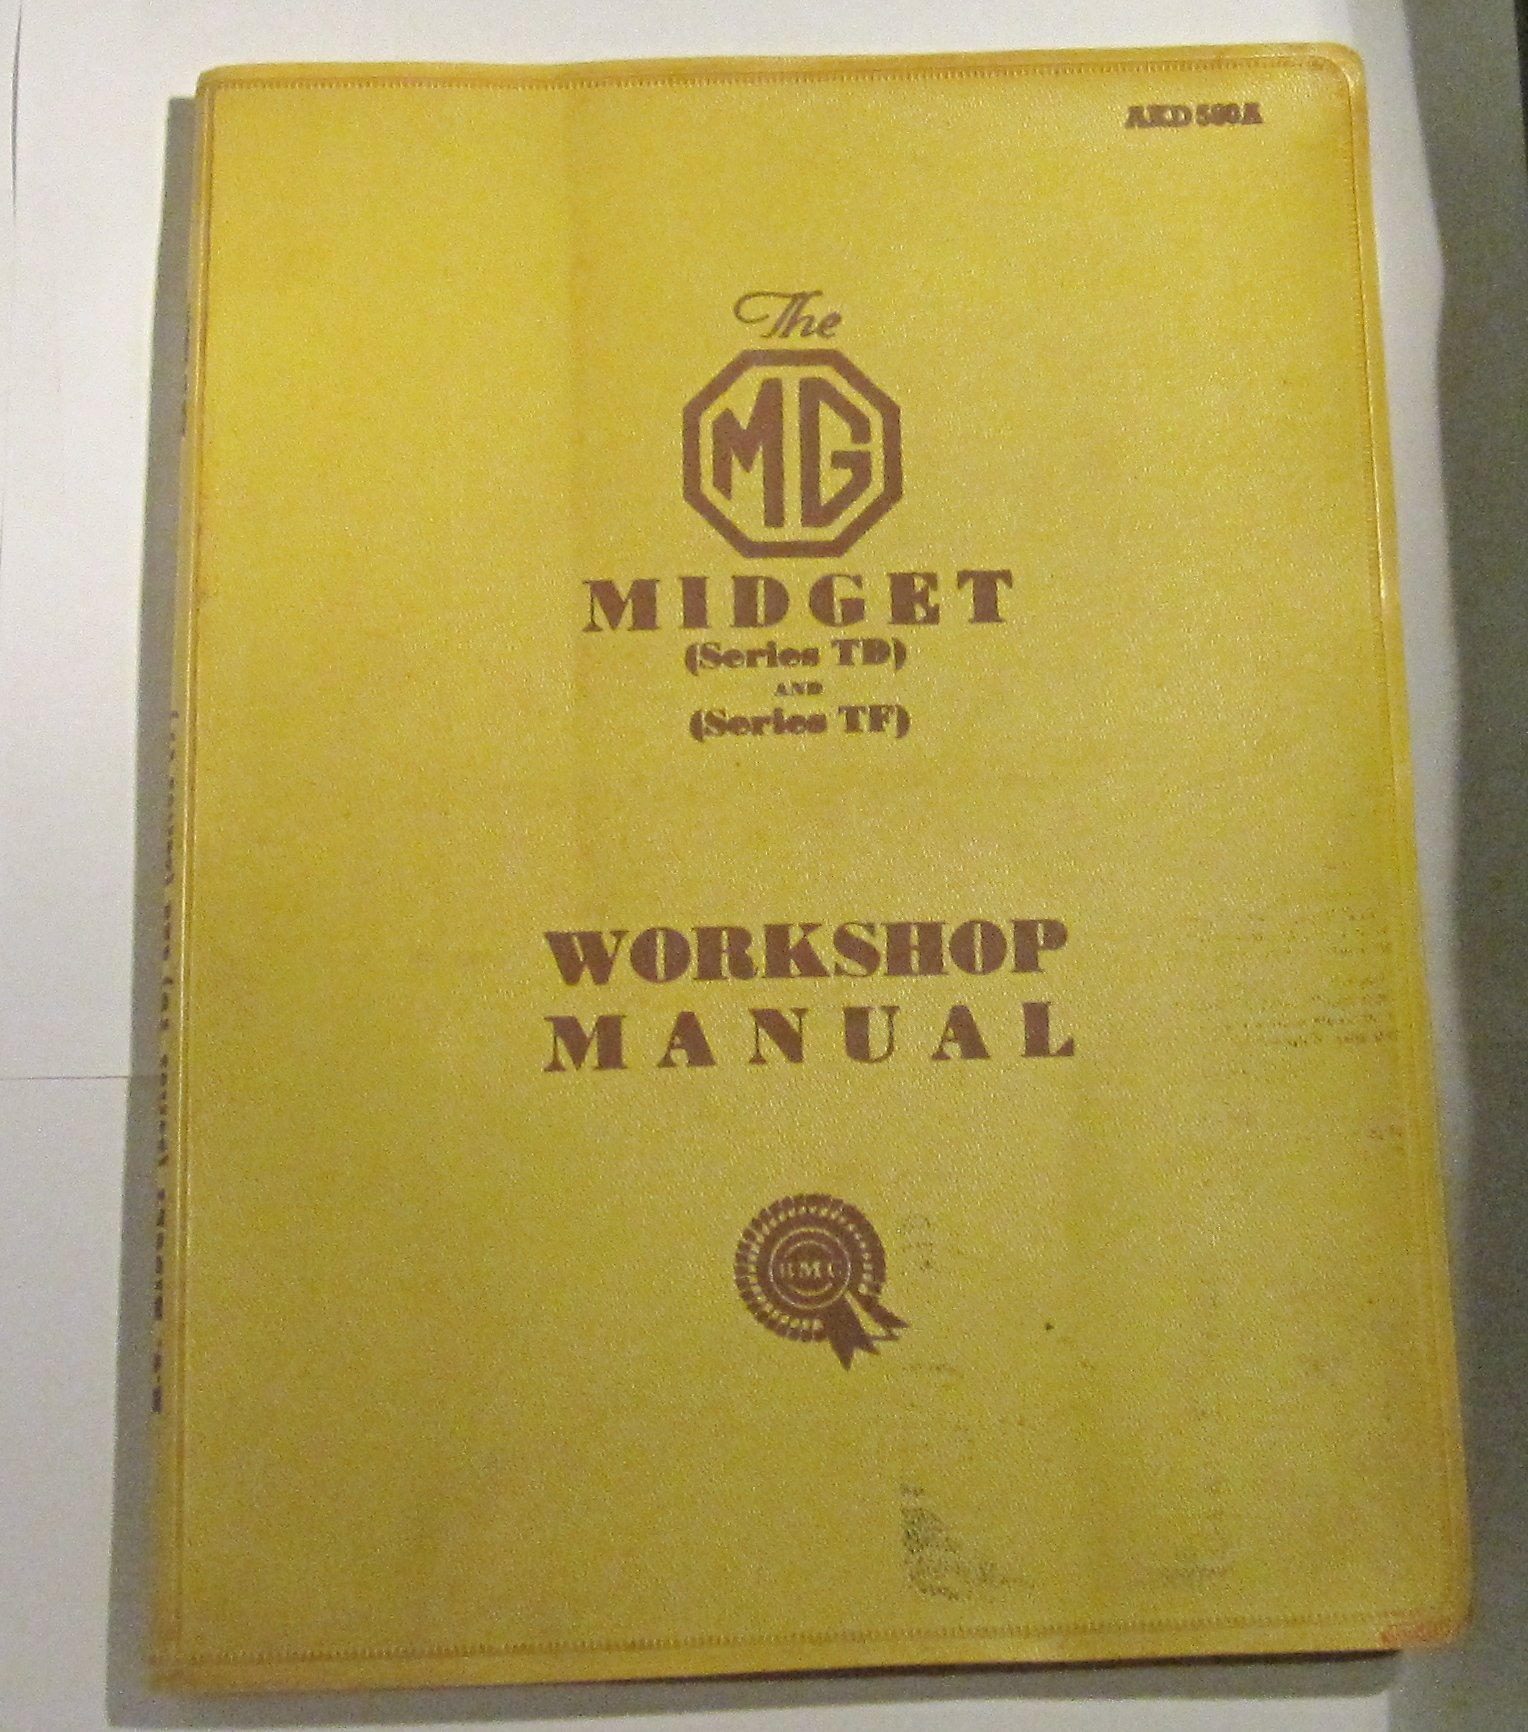 AKD 580A
The
MG
MIDGET
(Series TD)
AND
(Series TF)
WORKSHOP
MANUAL
BMC